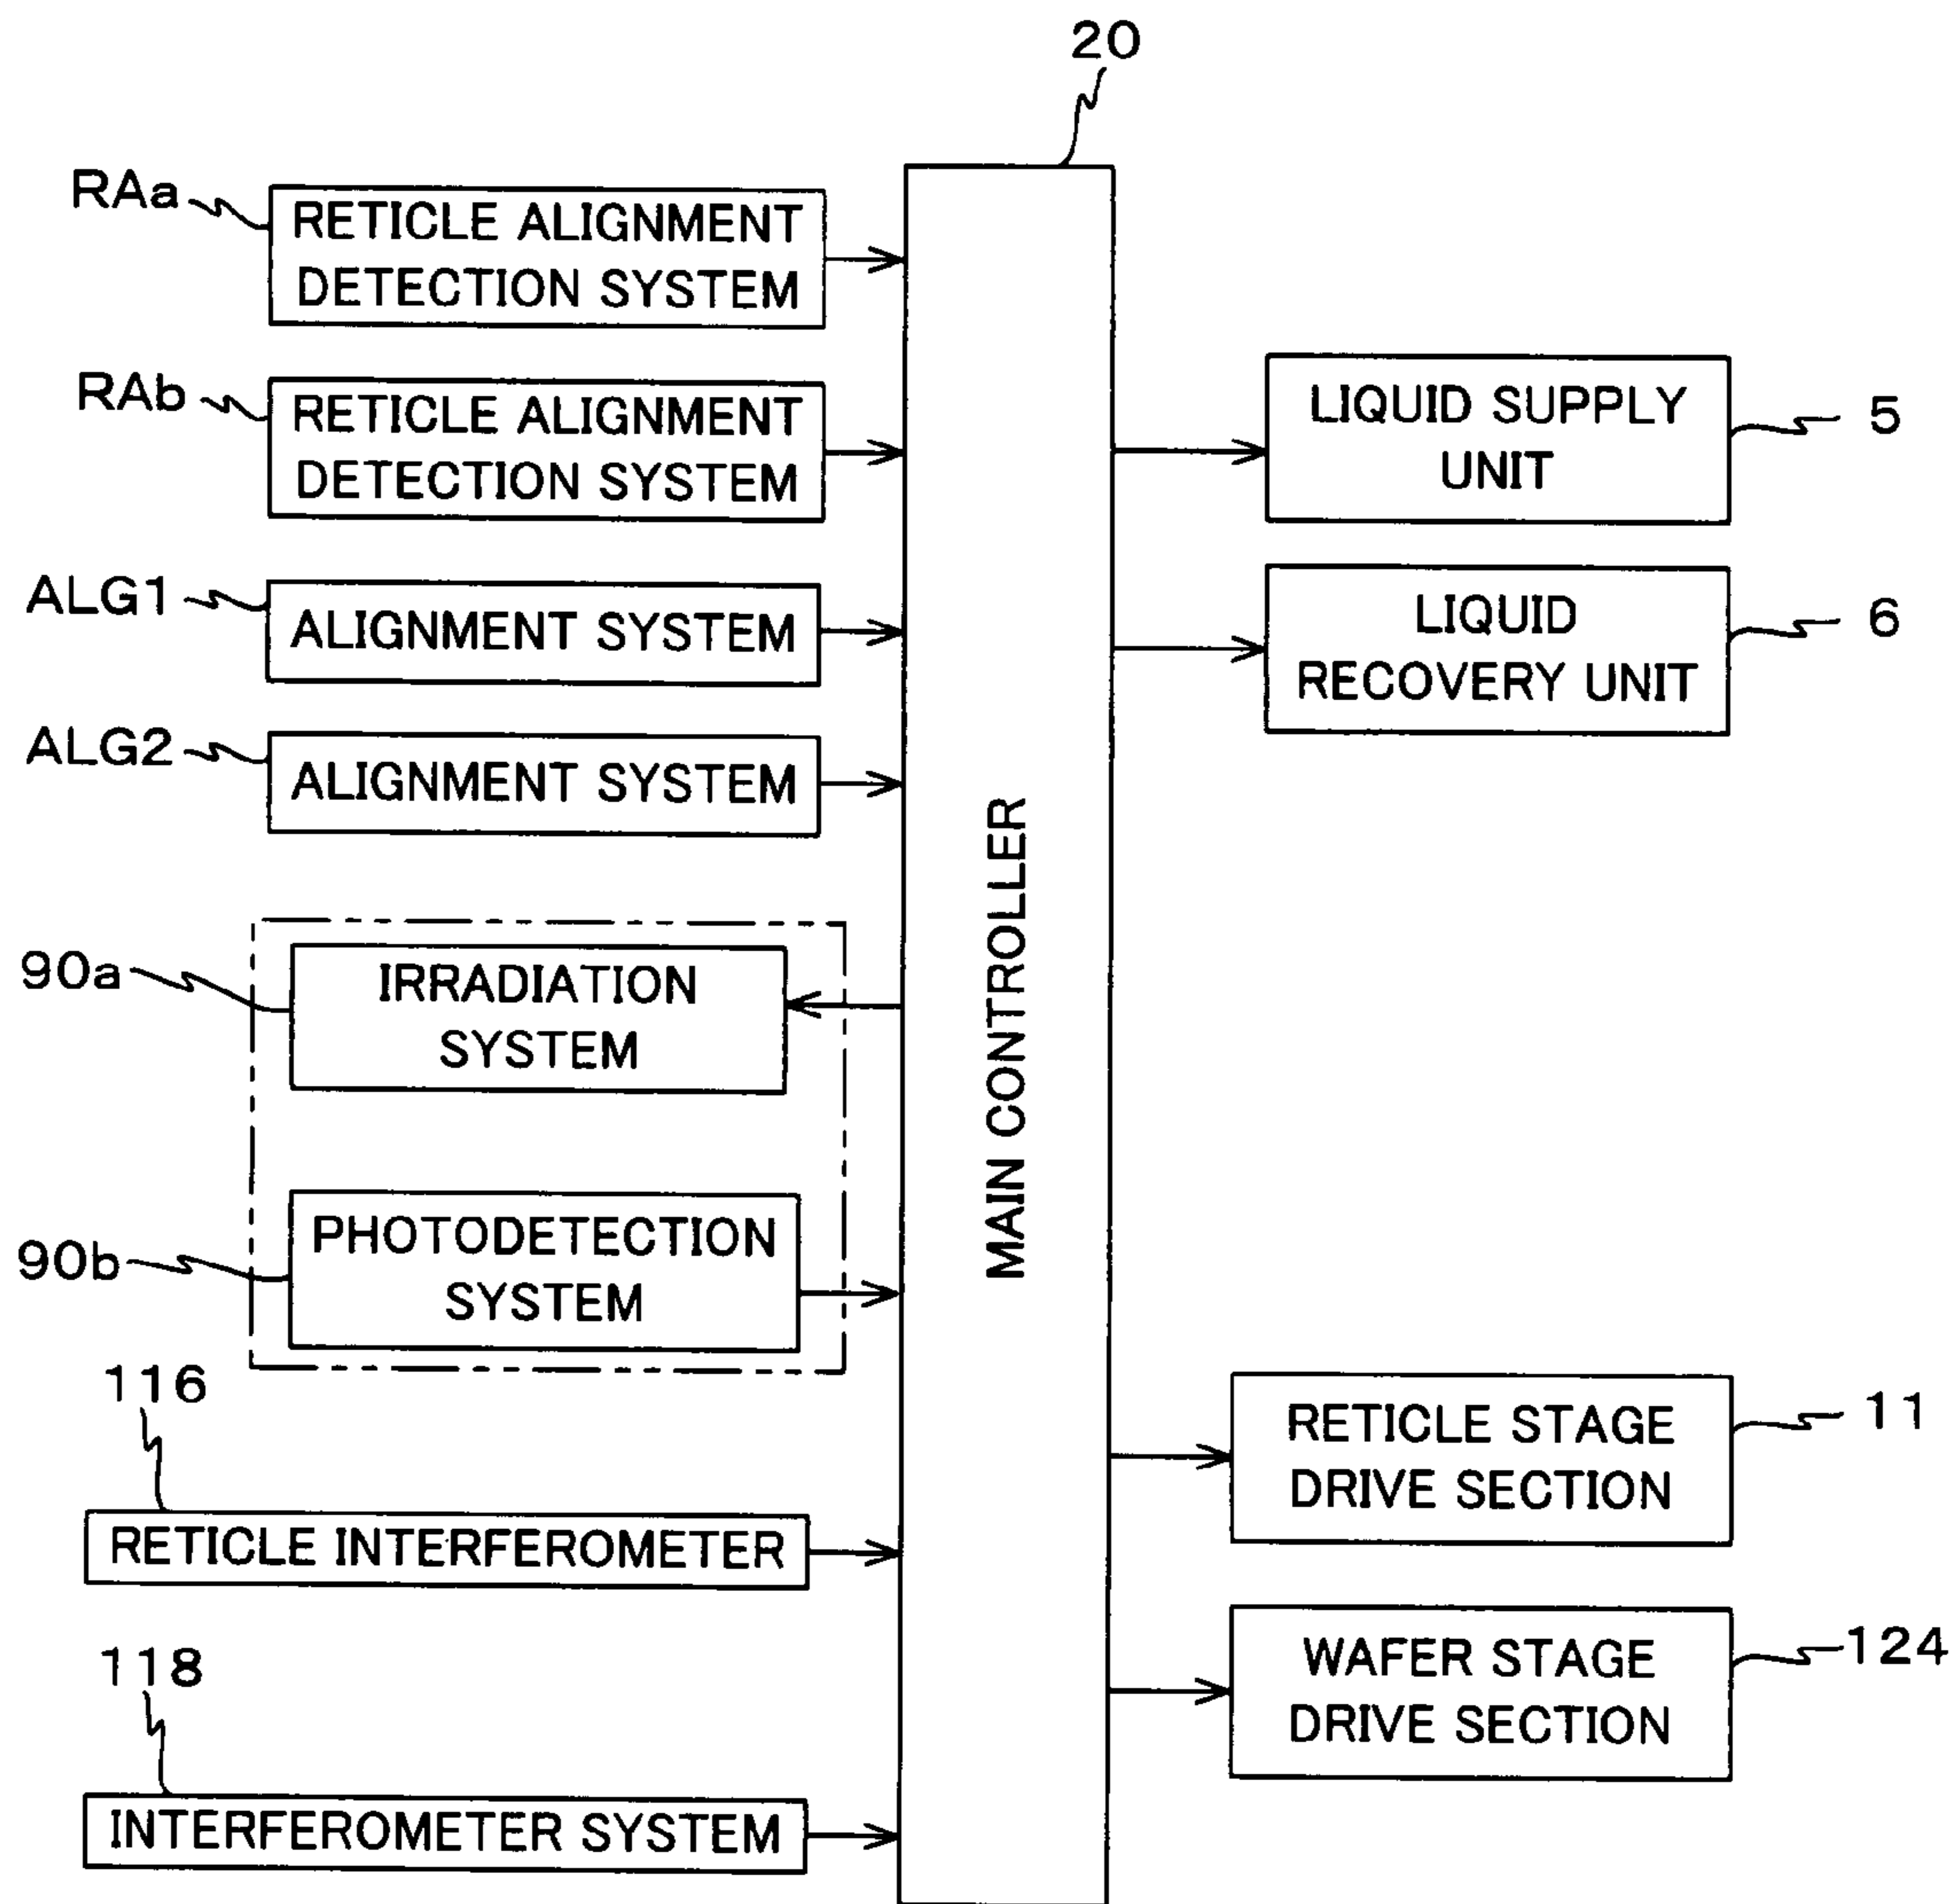 20
RAa
RETICLE ALIGNMENT
DETECTION SYSTEM
RAb
RETICLE ALIGNMENT
DETECTION SYSTEM
LIQUID SUPPLY
UNIT
5
ALG1
ALIGNMENT SYSTEM
LIQUID
RECOVERY UNIT
6
ALG2
ALIGNMENT SYSTEM
MAIN CONTROLLER
90a
IRRADIATION
SYSTEM
90b
PHOTODETECTION
SYSTEM
116
RETICLE INTERFEROMETER
RETICLE STAGE
DRIVE SECTION
11
118
INTERFEROMETER SYSTEM
WAFER STAGE
DRIVE SECTION
124